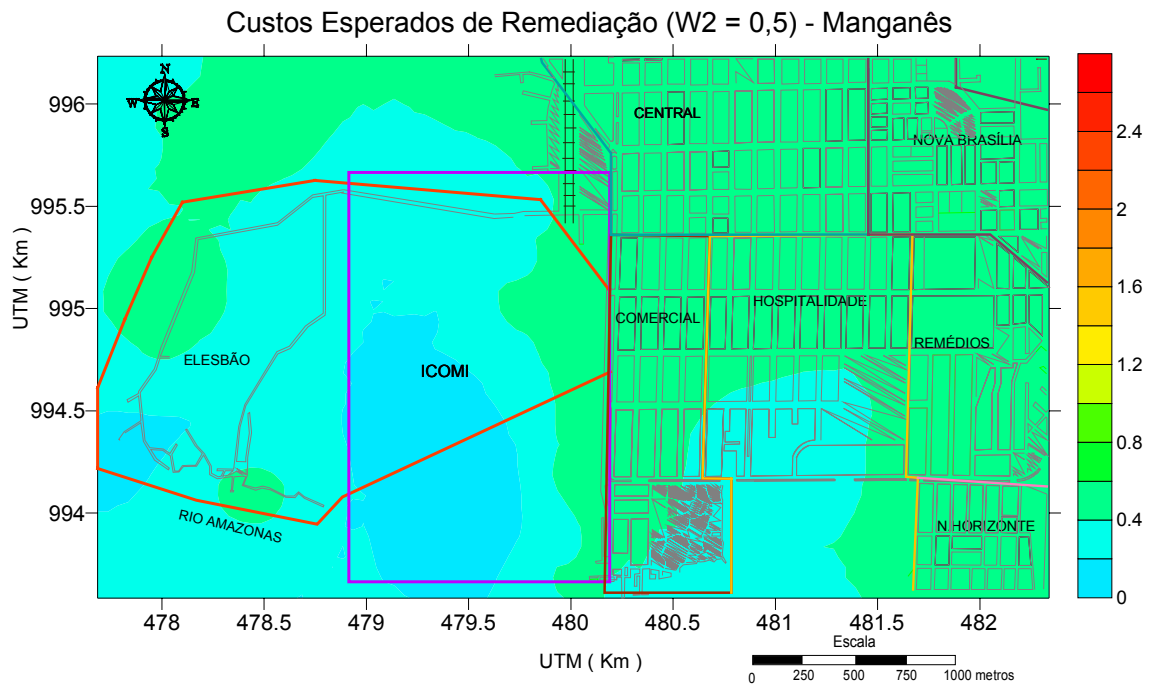 Custos Esperados de Remediação (W2 = 0,5) - Manganês
UTM ( Km )
996
995.5
995
994.5
994
N
W
E
S
CENTRAL
NOVA BRASÍLIA
HOSPITALIDADE
COMERCIAL
REMÉDIOS
ELESBÃO
ICOMI
RIO AMAZONAS
N.HORIZONTE
2.4
2
1.6
1.2
0.8
0.4
0
478
478.5
479
479.5
480
480.5
481
481.5
482
UTM ( Km )
Escala
0
250
500
750
1000 metros